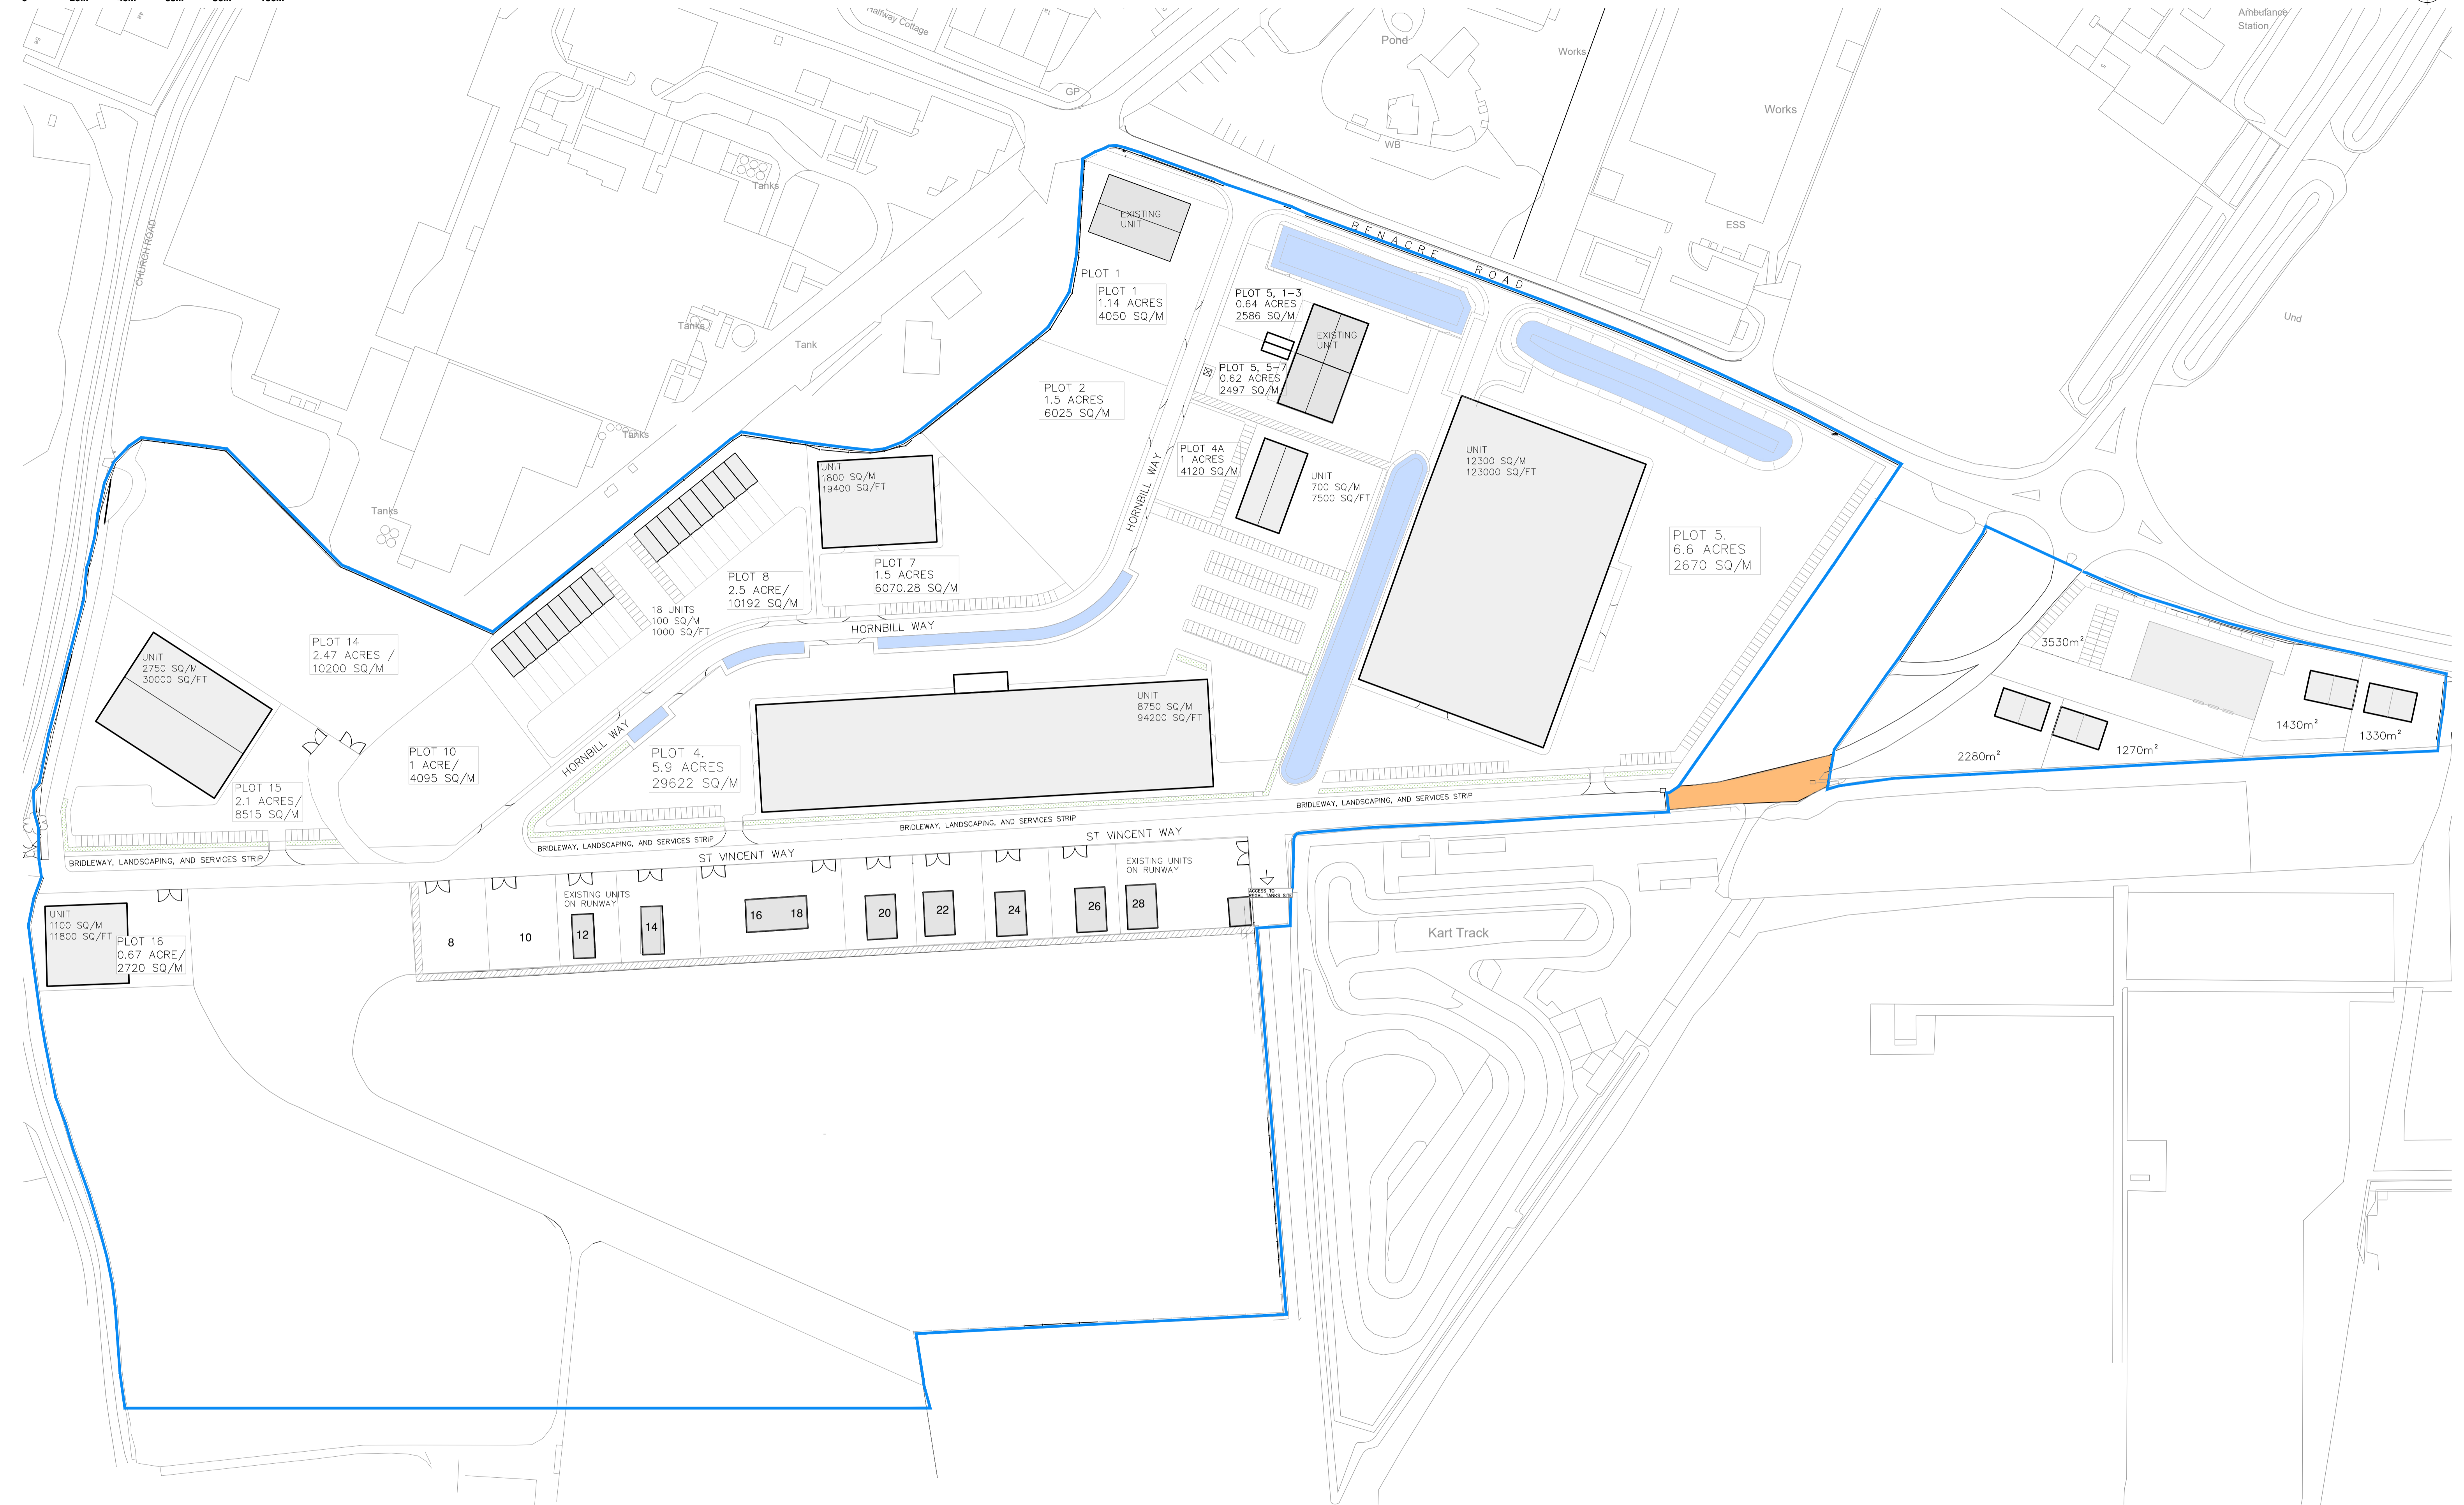 Halfway Cottage
Pond
Works
Ambulance
Station
GP
WB
Works
Tanks
ESS
CHURCH ROAD
Und
BENACRE ROAD
EXISTING
UNIT
PLOT 1
PLOT 1
1.14 ACRES
4050 SQ/M
PLOT 5, 1-3
0.64 ACRES
2586 SQ/M
EXISTING
UNIT
Tanks
Tank
PLOT 5, 5-7
0.62 ACRES
2497 SQ/M
PLOT 2
1.5 ACRES
6025 SQ/M
Tanks
HORNBILL WAY
PLOT 4A
1 ACRES
4120 SQ/M
UNIT
700 SQ/M
7500 SQ/FT
UNIT
12300 SQ/M
123000 SQ/FT
UNIT
1800 SQ/M
19400 SQ/FT
Tanks
PLOT 5.
6.6 ACRES
2670 SQ/M
PLOT 7
1.5 ACRES
6070.28 SQ/M
PLOT 8
2.5 ACRE/
10192 SQ/M
18 UNITS
100 SQ/M
1000 SQ/FT
HORNBILL WAY
PLOT 14
2.47 ACRES /
10200 SQ/M
UNIT
2750 SQ/M
30000 SQ/FT
3530m²
UNIT
8750 SQ/M
94200 SQ/FT
1430m²
1330m²
1270m²
2280m²
HORNBILL WAY
PLOT 10
1 ACRE/
4095 SQ/M
PLOT 4.
5.9 ACRES
29622 SQ/M
PLOT 15
2.1 ACRES/
8515 SQ/M
BRIDLEWAY, LANDSCAPING, AND SERVICES STRIP
BRIDLEWAY, LANDSCAPING, AND SERVICES STRIP
BRIDLEWAY, LANDSCAPING, AND SERVICES STRIP
BRIDLEWAY, LANDSCAPING, AND SERVICES STRIP
ST VINCENT WAY
ST VINCENT WAY
EXISTING UNITS
ON RUNWAY
EXISTING UNITS
ON RUNWAY
ACCESS TO
REGAL TANKS SITE
UNIT
1100 SQ/M
11800 SQ/FT
PLOT 16
0.67 ACRE/
2720 SQ/M
8
10
12
14
16
18
20
22
24
26
28
Kart Track